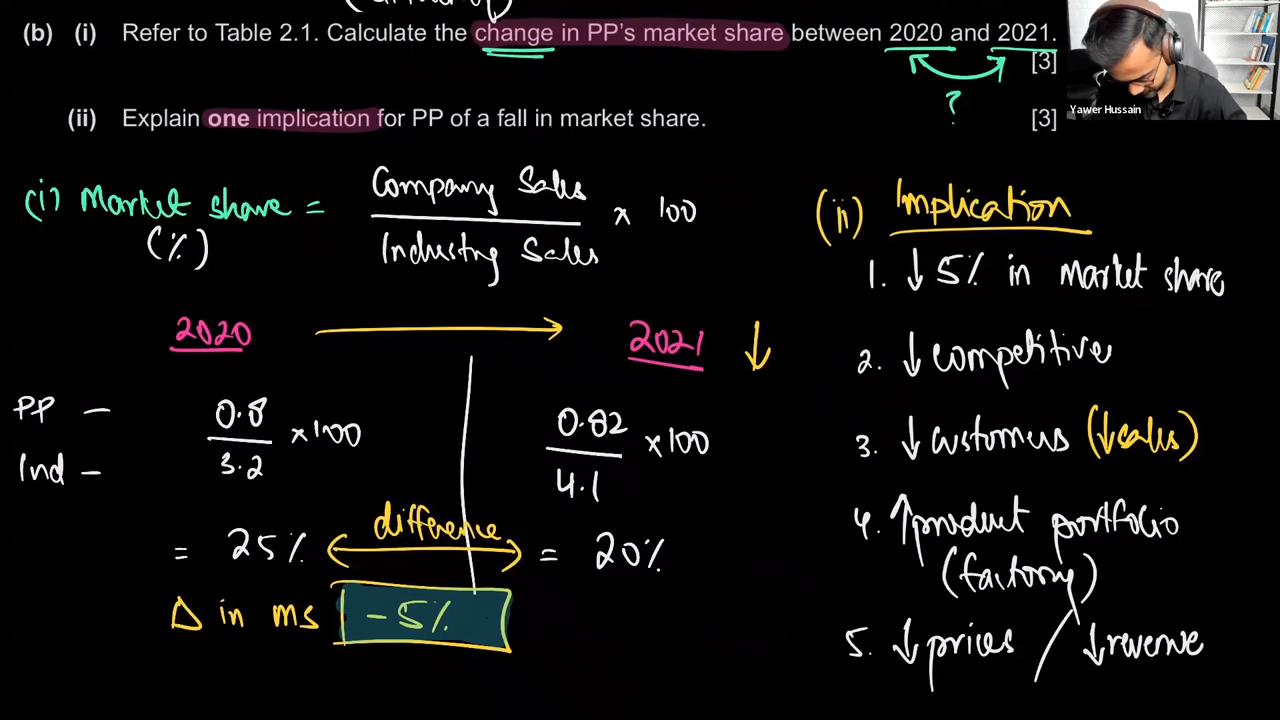 (b) (i) Refer to Table 2.1. Calculate the change in PP's market share between 2020 and 2021.
[3]
?
Yawer Hussain
(ii) Explain one implication for PP of a fall in market share. [3]
(i) Market share = Company Sales / Industry Sales x 100
(%)
2020 → 2021 ↓
PP - 0.8 / 3.2 x100
Ind -
0.82 / 4.1 x100
= 25% difference = 20%
Δ in ms -5%
(ii) Implication
1. ↓ 5% in market share
2. ↓ competitive
3. ↓ customers (↓sales)
4. ↑product portfolio
(factory)
5. ↓ prices / ↓revenue